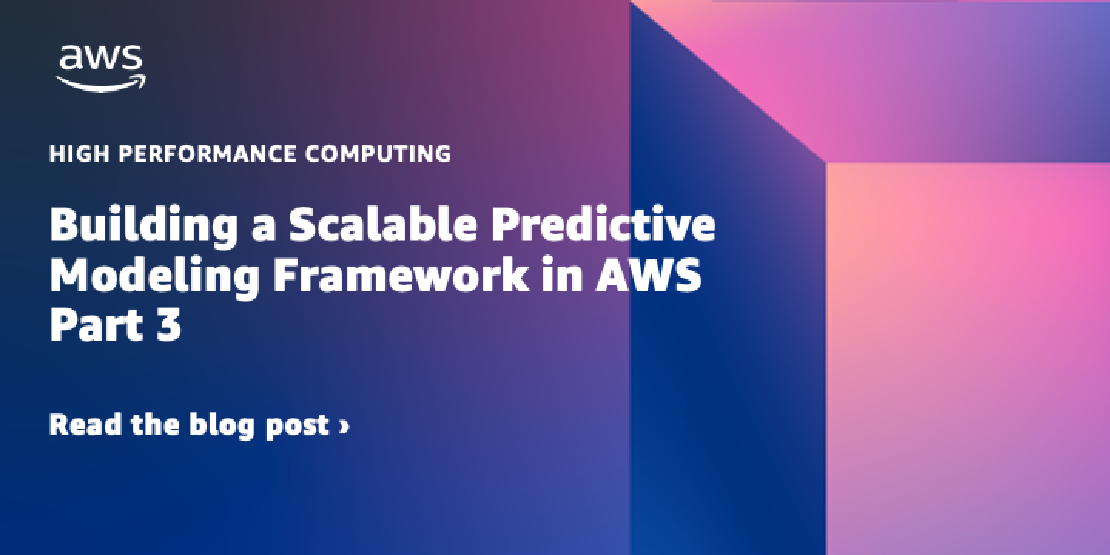 aws
HIGH PERFORMANCE COMPUTING
Building a Scalable Predictive
Modeling Framework in AWS
Part 3
Read the blog post ›